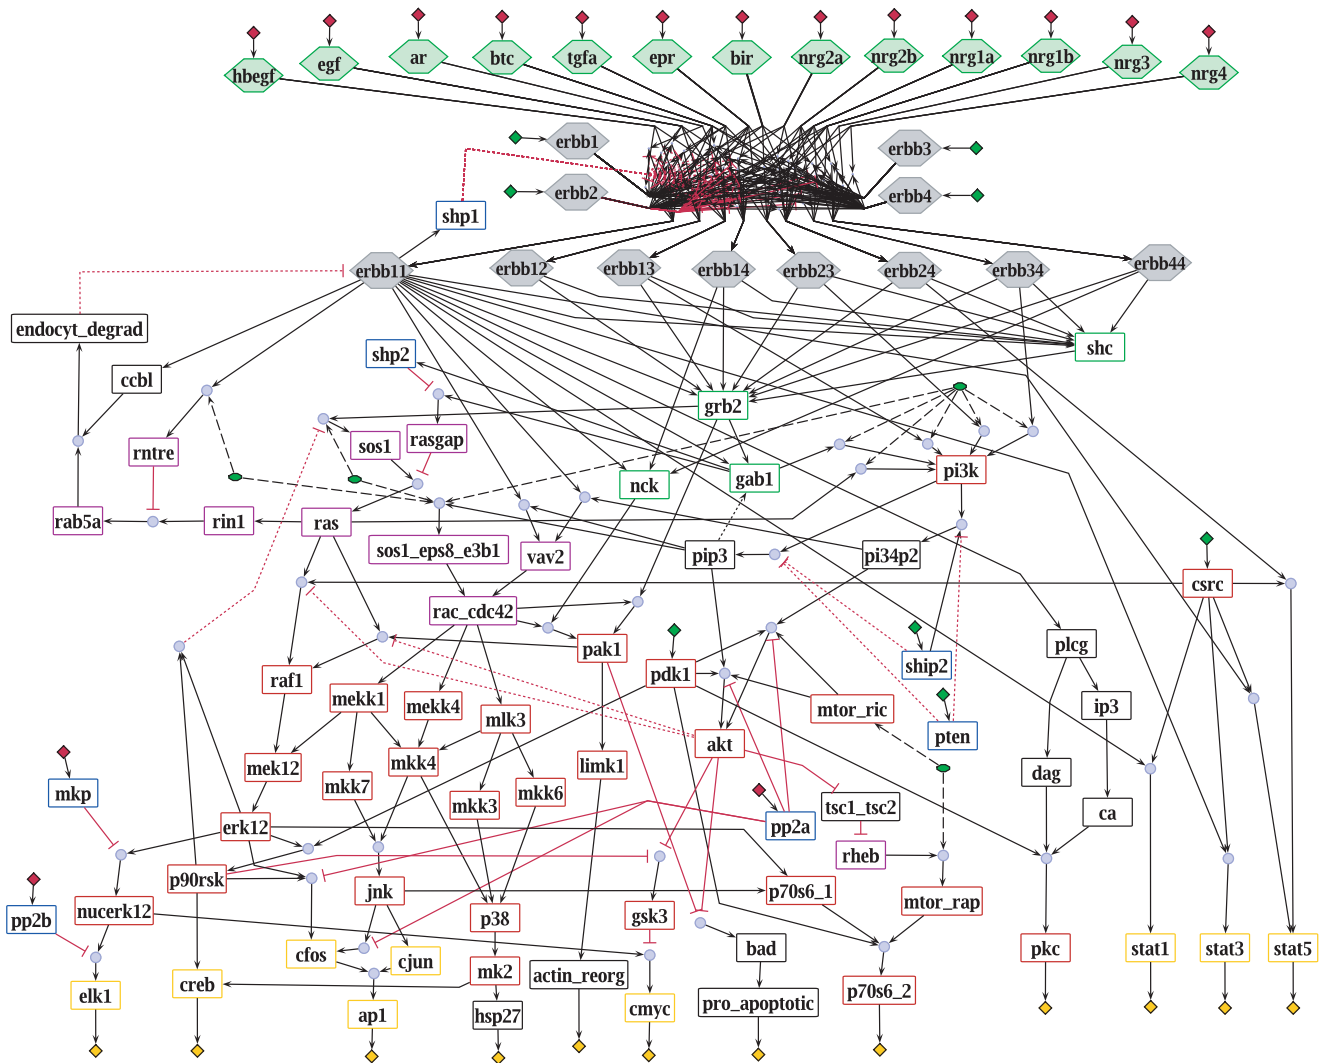 hbegf
egf
ar
btc
tgfa
epr
bir
nrg2a
nrg2b
nrg1a
nrg1b
nrg3
nrg4
erbb1
erbb3
erbb2
erbb4
shp1
erbb11
erbb12
erbb13
erbb14
erbb23
erbb24
erbb34
erbb44
endocyt_degrad
shp2
shc
ccbl
grb2
rntre
sos1
rasgap
nck
gab1
pi3k
rab5a
rin1
ras
sos1_eps8_e3b1
vav2
pip3
pi34p2
csrc
rac_cdc42
pak1
plcg
raf1
pdk1
ship2
mekk1
mekk4
mlk3
mtor_ric
ip3
pten
akt
mek12
mkk4
limk1
dag
mkp
mkk7
mkk3
mkk6
tsc1_tsc2
ca
erk12
pp2a
rheb
p90rsk
jnk
p70s6_1
mtor_rap
pp2b
nucerk12
p38
gsk3
cfos
cjun
bad
pkc
stat1
stat3
stat5
elk1
creb
mk2
actin_reorg
p70s6_2
ap1
hsp27
cmyc
pro_apoptotic